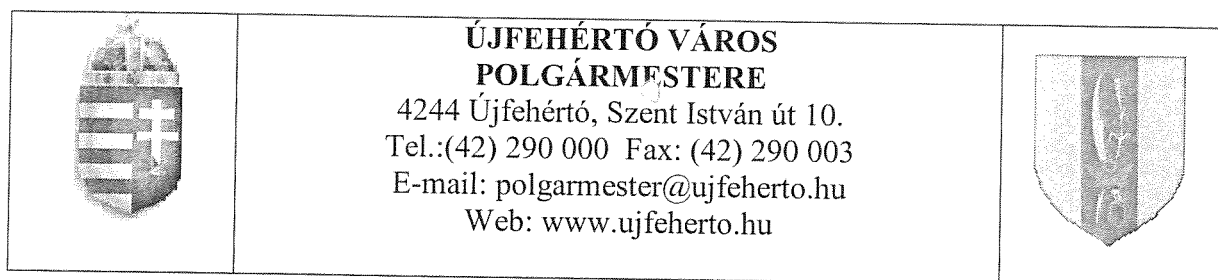 ÚJFEHÉRTÓ VÁROS
POLGÁRMESTERE
4244 Újfehértó, Szent István út 10.
Tel.:(42) 290 000 Fax: (42) 290 003
E-mail: polgarmester@ujfeherto.hu
Web: www.ujfeherto.hu